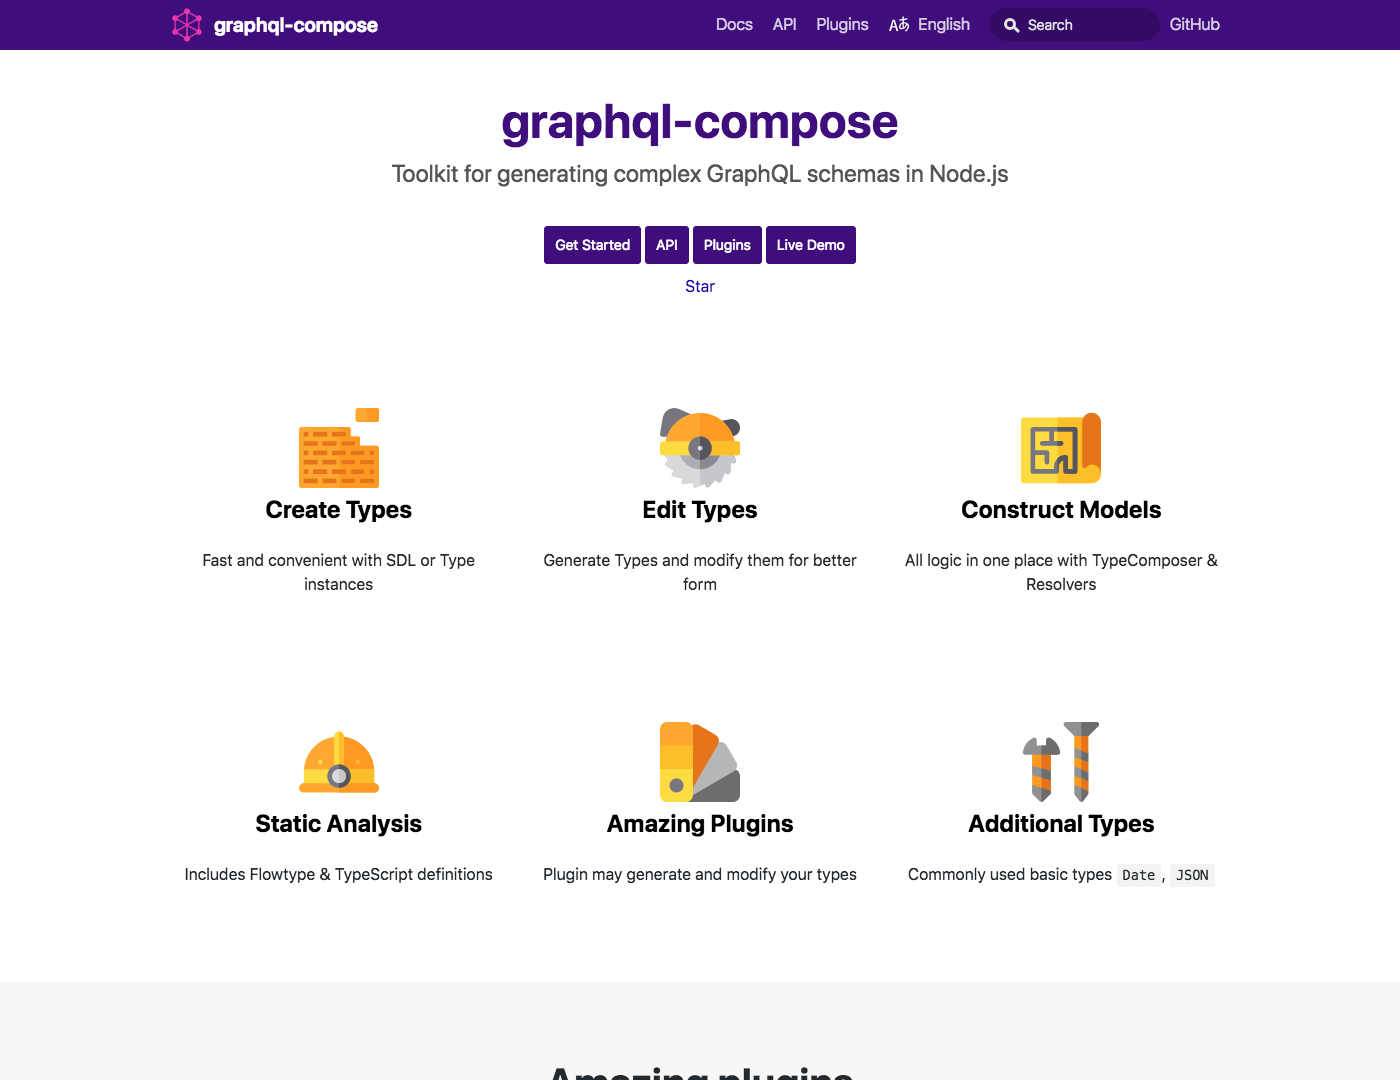 graphql-compose
Docs API Plugins Aあ English Search GitHub
graphql-compose
Toolkit for generating complex GraphQL schemas in Node.js
Get Started API Plugins Live Demo
Star
Create Types
Fast and convenient with SDL or Type
instances
Edit Types
Generate Types and modify them for better
form
Construct Models
All logic in one place with TypeComposer &
Resolvers
Static Analysis
Includes Flowtype & TypeScript definitions
Amazing Plugins
Plugin may generate and modify your types
Additional Types
Commonly used basic types Date, JSON
Amazing plugins